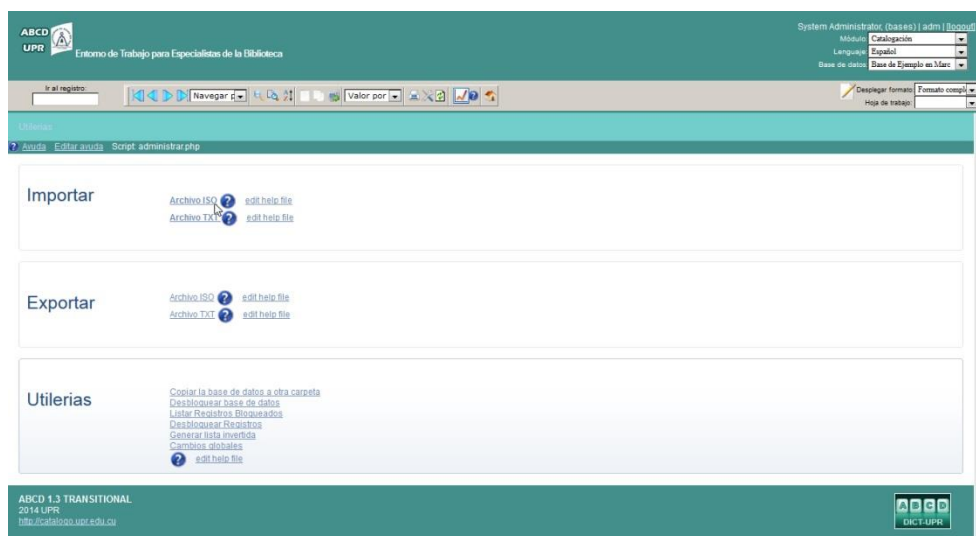 ABCD
UPR
Entorno de Trabajo para Especialistas de la Biblioteca
System Administrator, (bases) | adm | [logout]
Módulo: Catalogación
Lenguaje: Español
Base de datos: Base de Ejemplo en Marc
Ir al registro:
Navegar p
Valor por
Desplegar formato: Formato compl
Hoja de trabajo:
Utilerias
Ayuda Editar ayuda Script: administrar.php
Importar
Archivo ISO edit help file
Archivo TXT edit help file
Exportar
Archivo ISO edit help file
Archivo TXT edit help file
Utilerias
Copiar la base de datos a otra carpeta
Desbloquear base de datos
Listar Registros Bloqueados
Desbloquear Registros
Generar lista invertida
Cambios globales
edit help file
ABCD 1.3 TRANSITIONAL
2014 UPR
http://catalogo.upr.edu.cu
ABCD
DICT-UPR